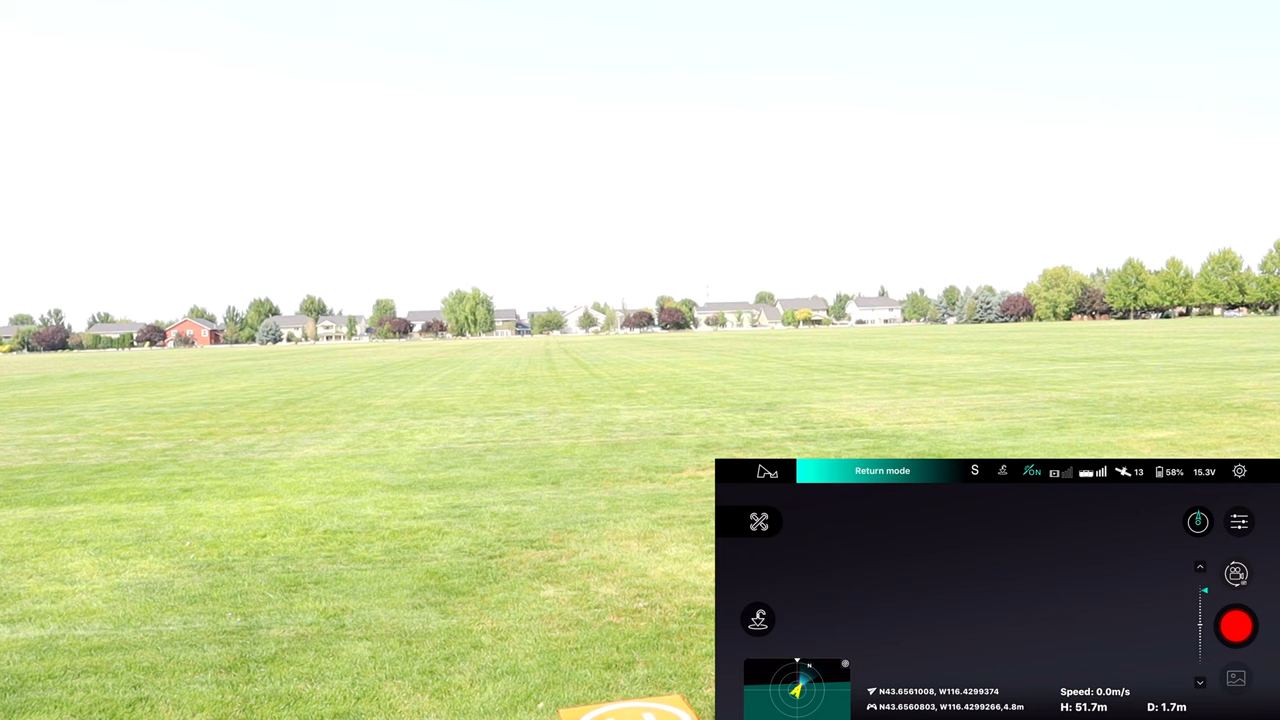 Return mode
S
ON
13
58%
15.3V
N
N43.6561008, W116.4299374
N43.6560803, W116.4299266,4.8m
Speed: 0.0m/s
H: 51.7m
D: 1.7m